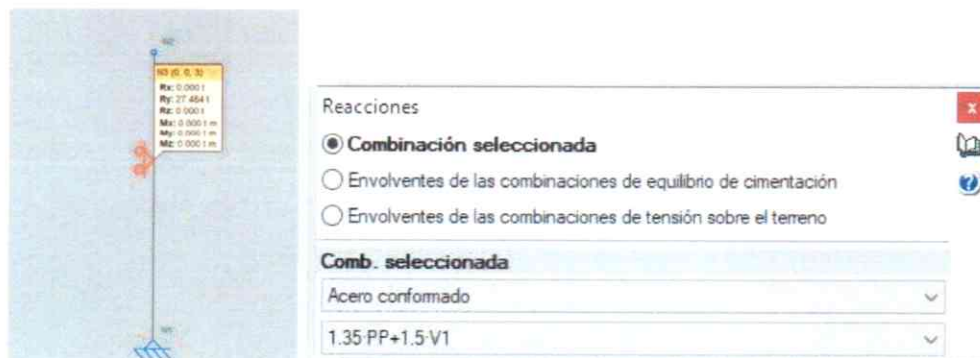 N2
N3 (0, 0, 3)
Rx: 0.000 t
Ry: 27.464 t
Rz: 0.000 t
Mx: 0.000 t·m
My: 0.000 t·m
Mz: 0.000 t·m
Reacciones
Combinación seleccionada
Envolventes de las combinaciones de equilibrio de cimentación
Envolventes de las combinaciones de tensión sobre el terreno
Comb. seleccionada
Acero conformado
1.35·PP+1.5·V1